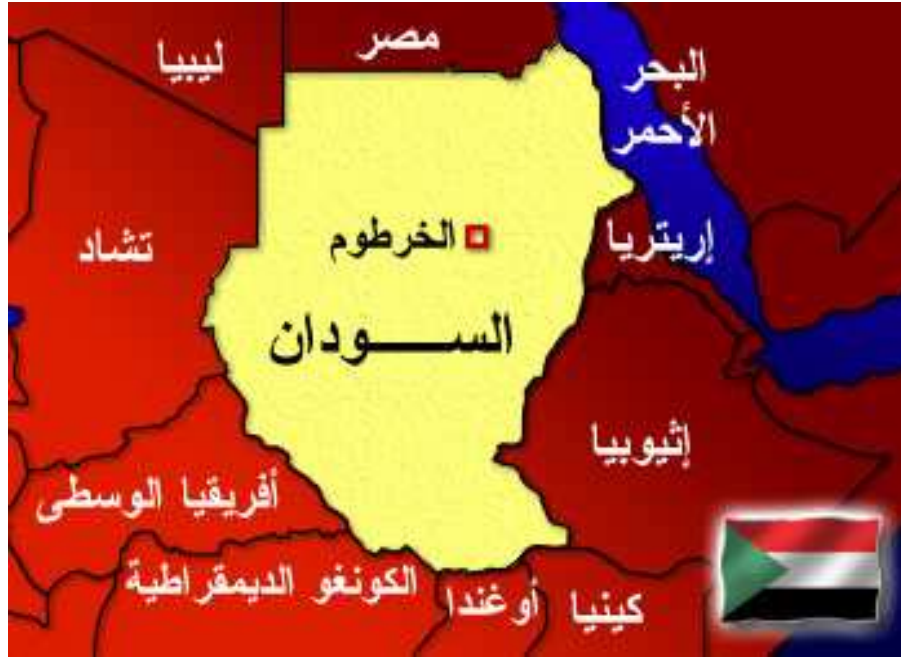 مصر
ليبيا
البحر
الأحمر
الخرطوم
إريتريا
تشاد
الســـــودان
إثيوبيا
أفريقيا الوسطى
الكونغو الديمقراطية
أوغندا
كينيا